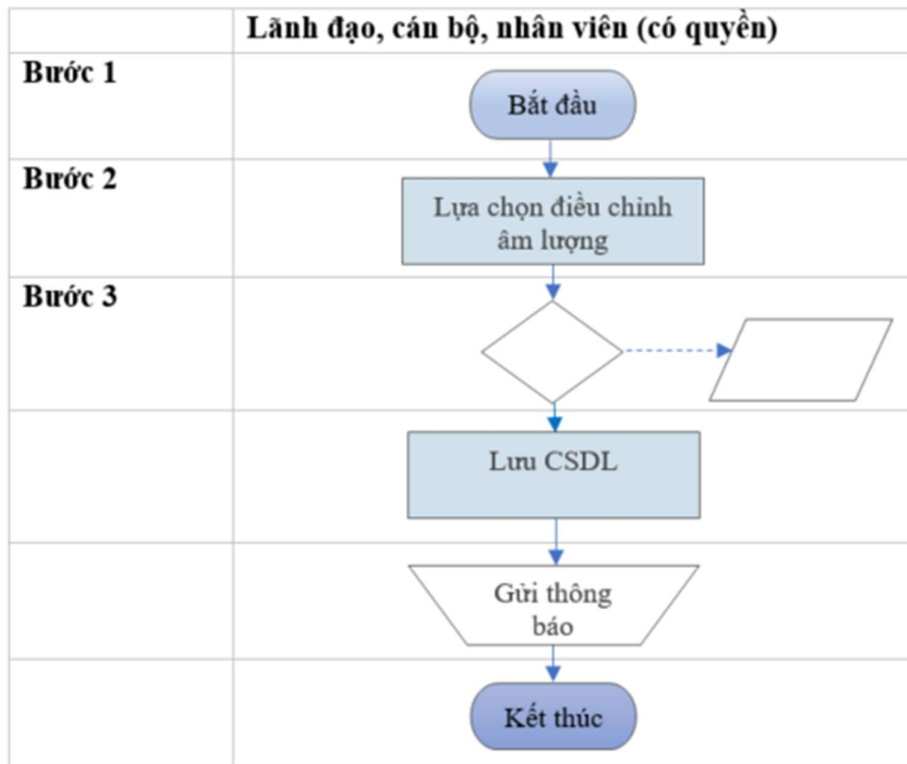 Lãnh đạo, cán bộ, nhân viên (có quyền)
Bước 1
Bắt đầu
Bước 2
Lựa chọn điều chỉnh
âm lượng
Bước 3
Lưu CSDL
Gửi thông
báo
Kết thúc